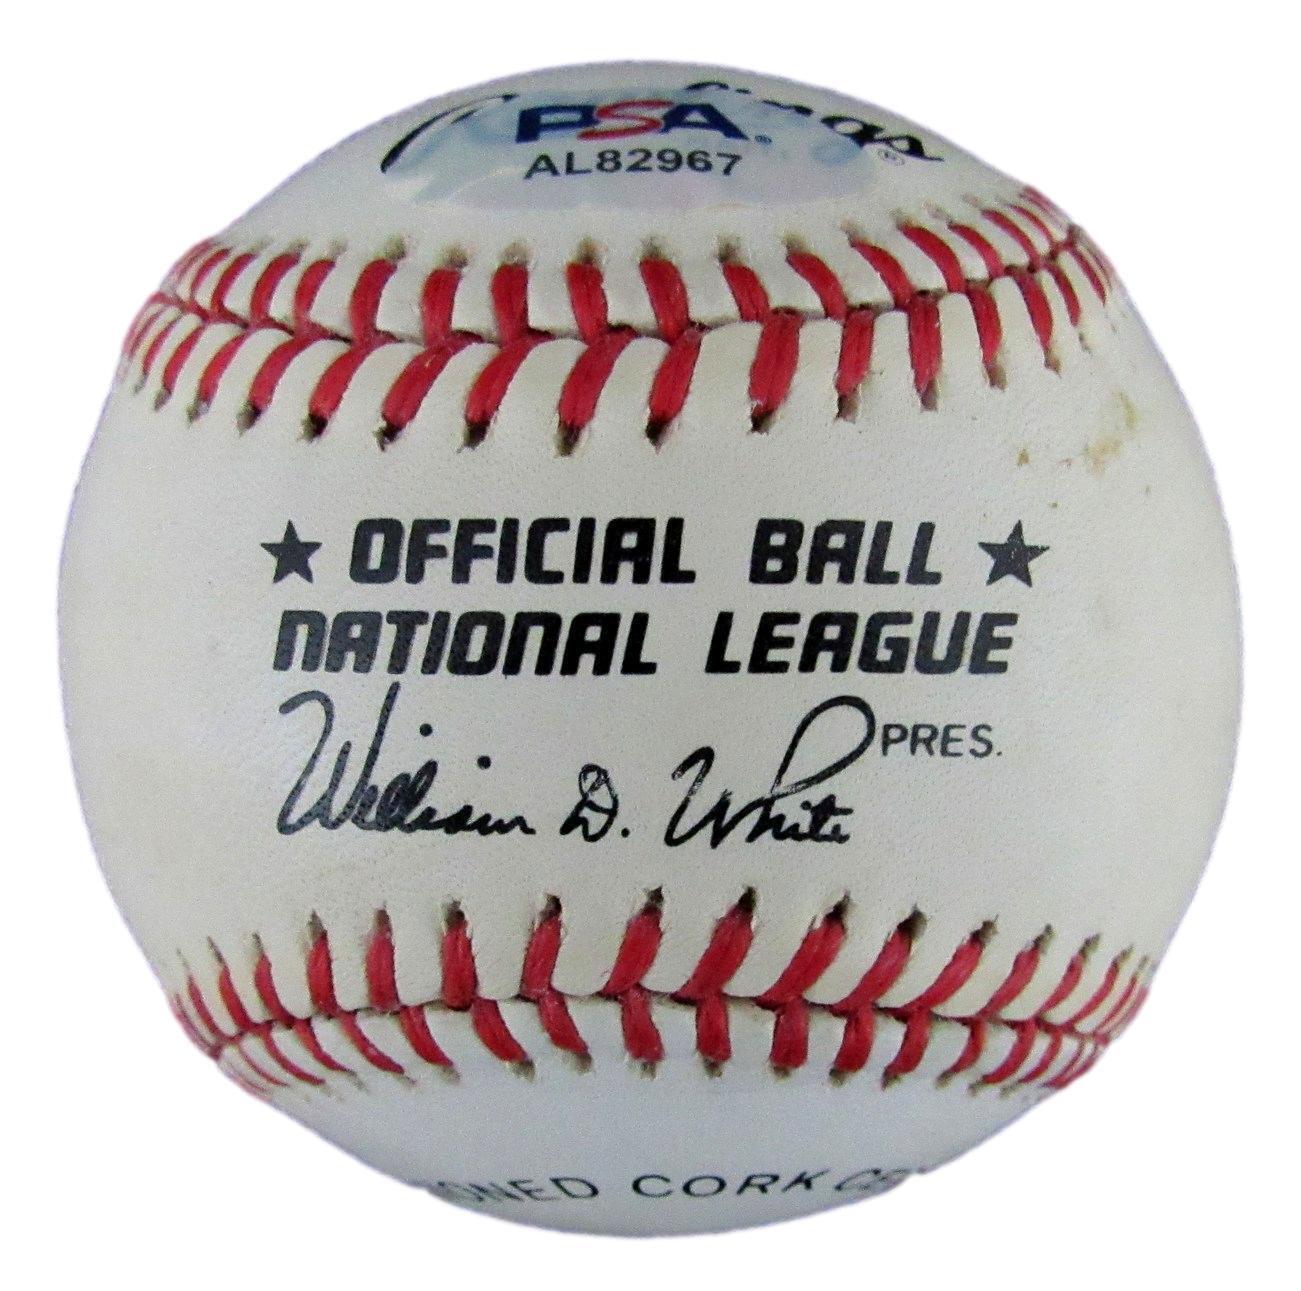 PSA
AL82967
★ OFFICIAL BALL ★
NATIONAL LEAGUE
William D. White PRES.
CORK